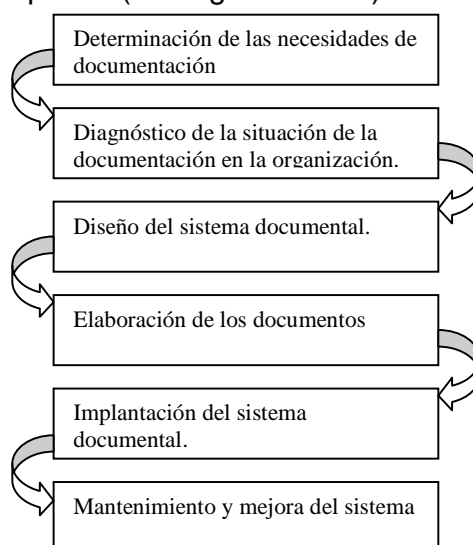 Determinación de las necesidades de
documentación
Diagnóstico de la situación de la
documentación en la organización.
Diseño del sistema documental.
Elaboración de los documentos
Implantación del sistema
documental.
Mantenimiento y mejora del sistema